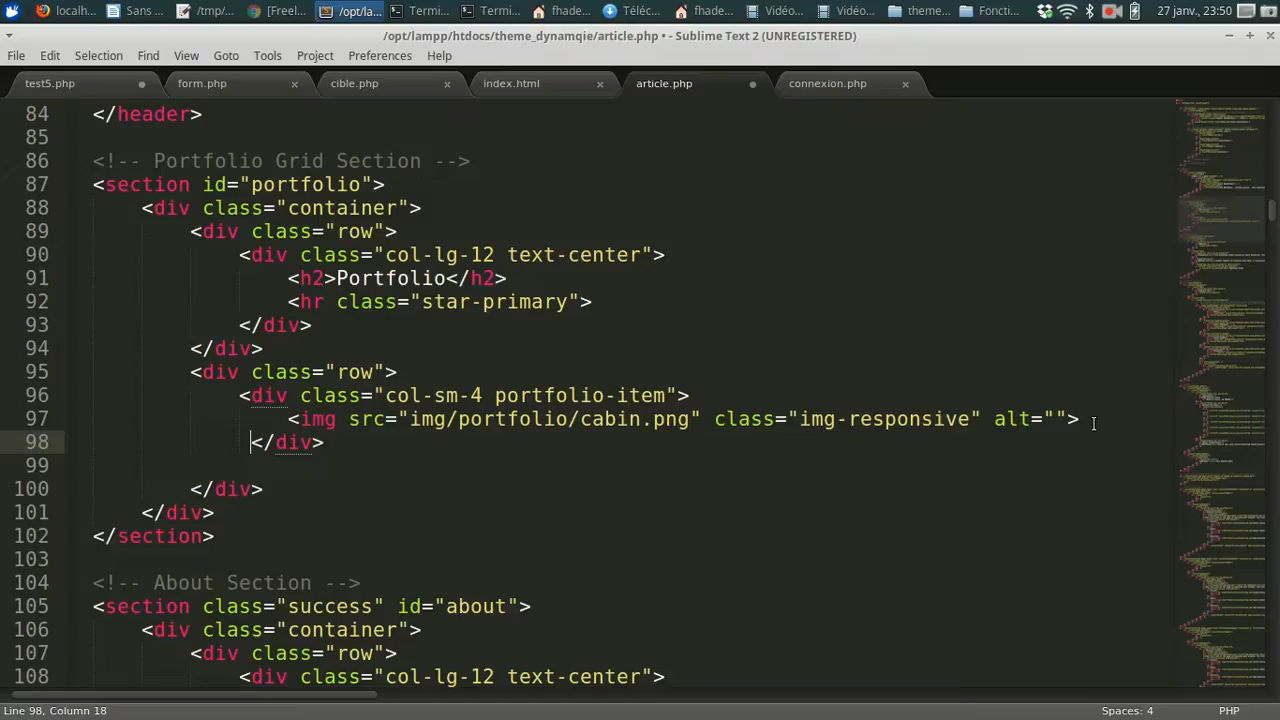 localh...
Sans ...
/tmp/...
[Freel...
/opt/la...
Termi...
Termi...
fhade...
Téléc...
fhade...
Vidéo...
Vidéo...
theme...
Foncti...
27 janv., 23:50
/opt/lampp/htdocs/theme_dynamqie/article.php • - Sublime Text 2 (UNREGISTERED)
File Edit Selection Find View Goto Tools Project Preferences Help
test5.php form.php cible.php index.html article.php connexion.php
84 </header>
85
86 <!-- Portfolio Grid Section -->
87 <section id="portfolio">
88 <div class="container">
89 <div class="row">
90 <div class="col-lg-12 text-center">
91 <h2>Portfolio</h2>
92 <hr class="star-primary">
93 </div>
94 </div>
95 <div class="row">
96 <div class="col-sm-4 portfolio-item">
97 <img src="img/portfolio/cabin.png" class="img-responsive" alt="">
98 </div>
99
100 </div>
101 </div>
102 </section>
103
104 <!-- About Section -->
105 <section class="success" id="about">
106 <div class="container">
107 <div class="row">
108 <div class="col-lg-12 text-center">
Line 98, Column 18
Spaces: 4
PHP